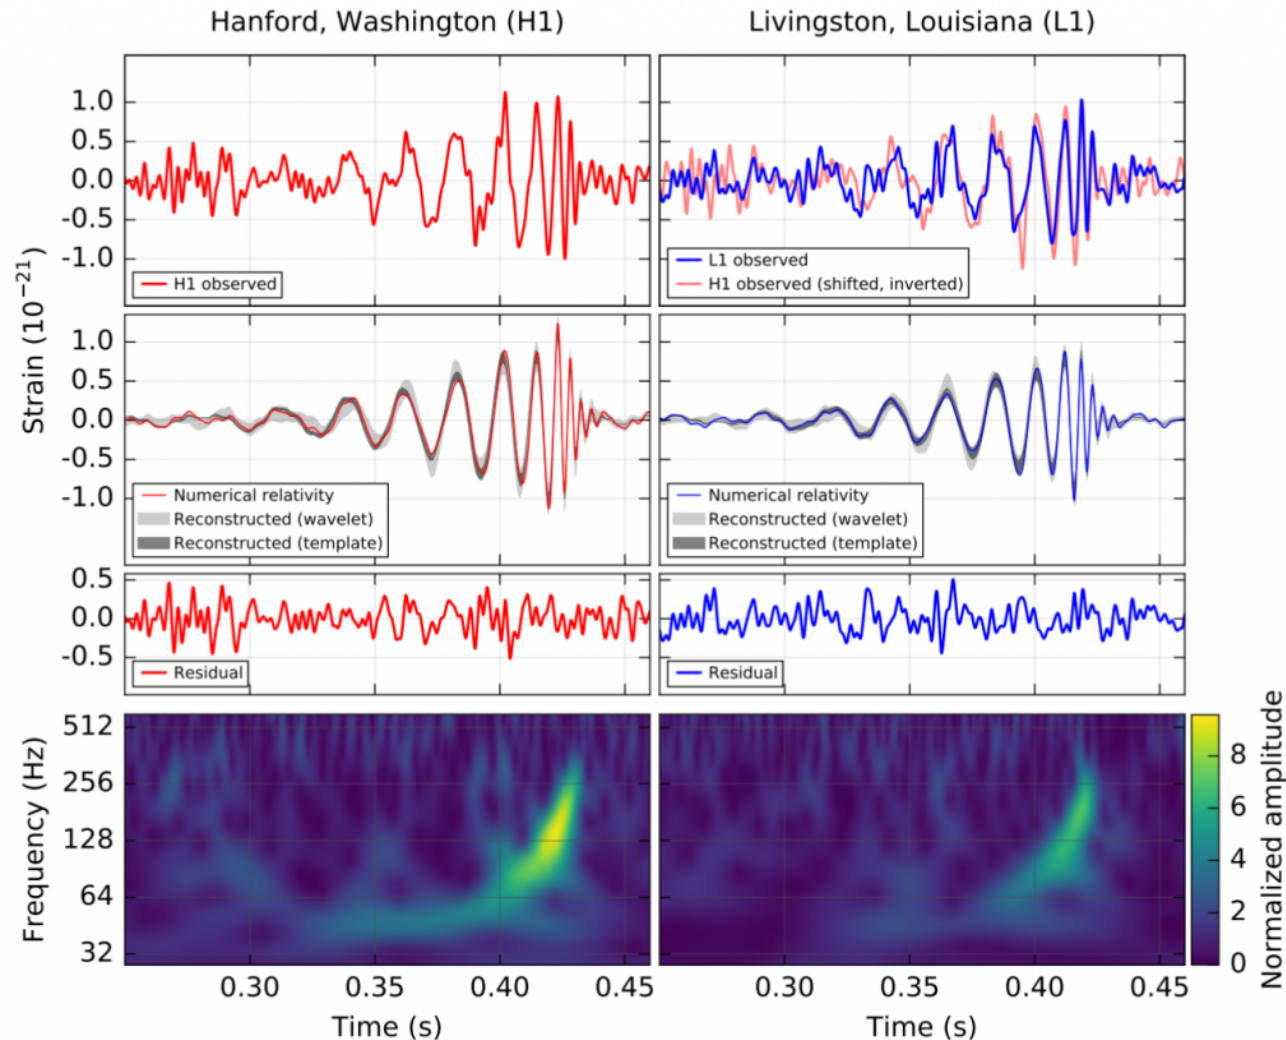 Hanford, Washington (H1)
Livingston, Louisiana (L1)
Strain (10⁻²¹)
1.0
0.5
0.0
-0.5
-1.0
H1 observed
L1 observed
H1 observed (shifted, inverted)
1.0
0.5
0.0
-0.5
-1.0
Numerical relativity
Reconstructed (wavelet)
Reconstructed (template)
Numerical relativity
Reconstructed (wavelet)
Reconstructed (template)
0.5
0.0
-0.5
Residual
Residual
Frequency (Hz)
512
256
128
64
32
0.30 0.35 0.40 0.45
Time (s)
0.30 0.35 0.40 0.45
Time (s)
8
6
4
2
0
Normalized amplitude